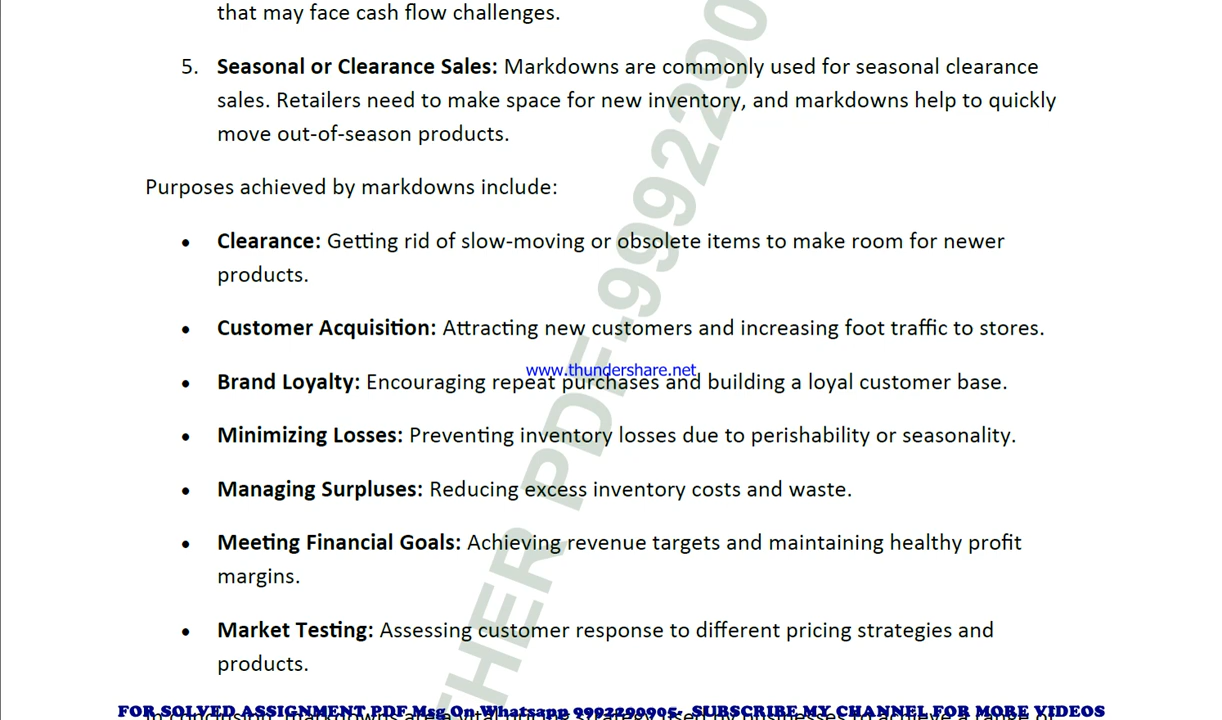 that may face cash flow challenges.
5. Seasonal or Clearance Sales: Markdowns are commonly used for seasonal clearance
sales. Retailers need to make space for new inventory, and markdowns help to quickly
move out-of-season products.
Purposes achieved by markdowns include:
• Clearance: Getting rid of slow-moving or obsolete items to make room for newer
products.
• Customer Acquisition: Attracting new customers and increasing foot traffic to stores.
www.thundershare.net
• Brand Loyalty: Encouraging repeat purchases and building a loyal customer base.
• Minimizing Losses: Preventing inventory losses due to perishability or seasonality.
• Managing Surpluses: Reducing excess inventory costs and waste.
• Meeting Financial Goals: Achieving revenue targets and maintaining healthy profit
margins.
• Market Testing: Assessing customer response to different pricing strategies and
products.
THER PDF-9992290
FOR SOLVED ASSIGNMENT PDF Msg On Whatsapp 9992290905- SUBSCRIBE MY CHANNEL FOR MORE VIDEOS